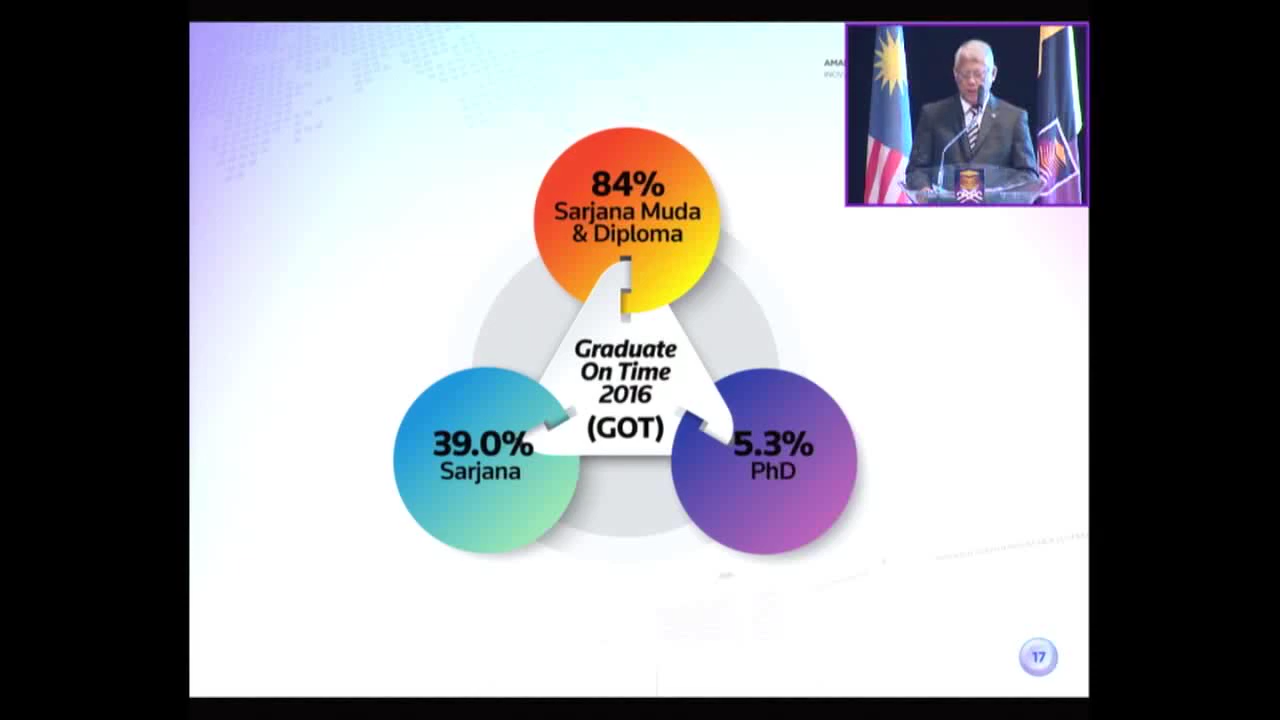 84%
Sarjana Muda
& Diploma
Graduate
On Time
2016
(GOT)
39.0%
Sarjana
5.3%
PhD
17